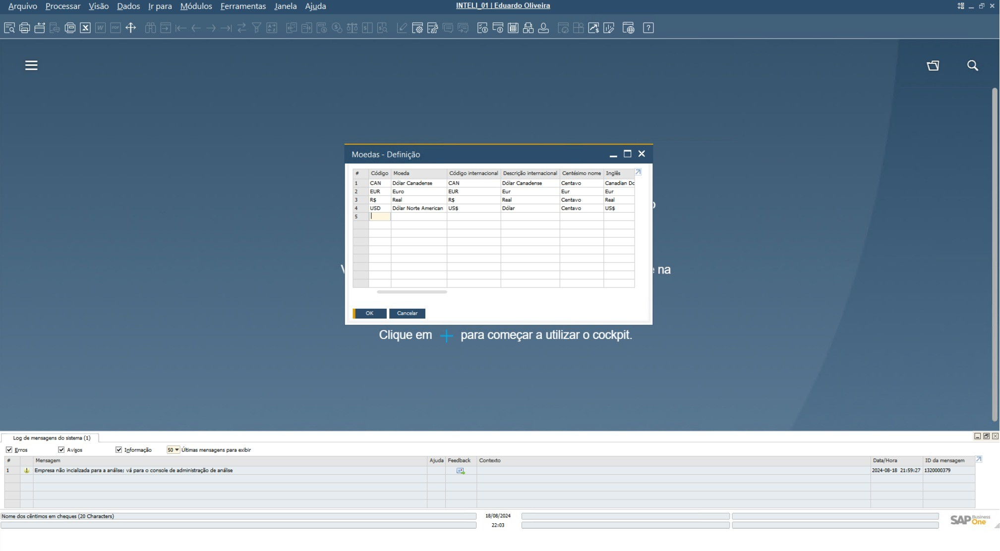 Arquivo Processar Visão Dados Ir para Módulos Ferramentas Janela Ajuda
INTELI_01 | Eduardo Oliveira
Moedas - Definição
# Código Moeda Código internacional Descrição internacional Centésimo nome Inglês
1 CAN Dólar Canadense CAN Dólar Canadense Centavo Canadian Do
2 EUR Euro EUR Eur Eur Eur
3 R$ Real R$ Real Centavo Real
4 USD Dólar Norte American US$ Dólar Centavo US$
5
na
OK Cancelar
Clique em + para começar a utilizar o cockpit.
Log de mensagens do sistema (1)
Erros Avisos Informação 50 Últimas mensagens para exibir
# Mensagem Ajuda Feedback Contexto Data/Hora ID da mensagem
1 Empresa não incializada para a análise; vá para o console de administração de análise 2024-08-18 21:59:27 1320000379
Nome dos cêntimos em cheques (20 Characters) 18/08/2024
22:03
SAP Business One